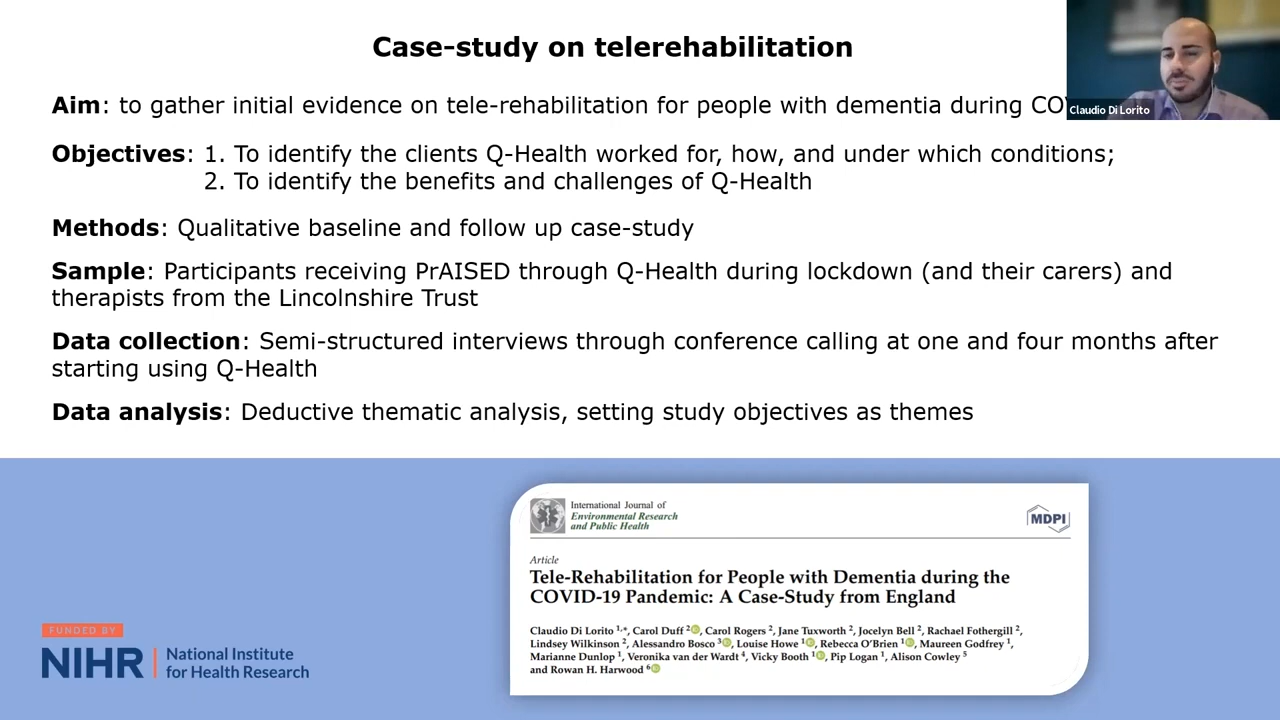 Case-study on telerehabilitation
Aim: to gather initial evidence on tele-rehabilitation for people with dementia during
Claudio Di Lorito
Objectives: 1. To identify the clients Q-Health worked for, how, and under which conditions;
2. To identify the benefits and challenges of Q-Health
Methods: Qualitative baseline and follow up case-study
Sample: Participants receiving PrAISED through Q-Health during lockdown (and their carers) and
therapists from the Lincolnshire Trust
Data collection: Semi-structured interviews through conference calling at one and four months after
starting using Q-Health
Data analysis: Deductive thematic analysis, setting study objectives as themes
International Journal of
Environmental Research
and Public Health
MDPI
Article
Tele-Rehabilitation for People with Dementia during the
COVID-19 Pandemic: A Case-Study from England
Claudio Di Lorito 1,*, Carol Duff 2, Carol Rogers 2, Jane Tuxworth 2, Jocelyn Bell 2, Rachael Fothergill 2,
Lindsey Wilkinson 2, Alessandro Bosco 3, Louise Howe 1, Rebecca O'Brien 1, Maureen Godfrey 1,
Marianne Dunlop 1, Veronika van der Wardt 4, Vicky Booth 1, Pip Logan 1, Alison Cowley 5
and Rowan H. Harwood 6
FUNDED BY
NIHR | National Institute
for Health Research